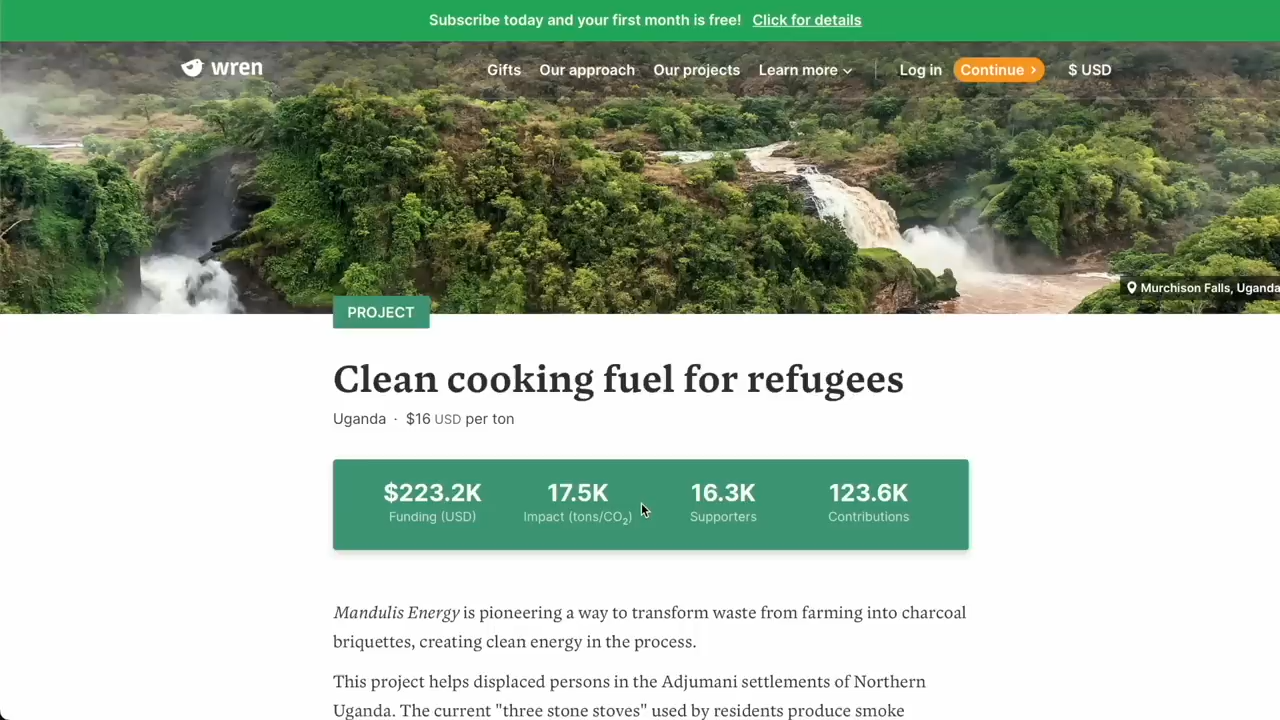 Subscribe today and your first month is free! Click for details
wren Gifts Our approach Our projects Learn more Log in Continue › $ USD
Murchison Falls, Uganda
PROJECT
Clean cooking fuel for refugees
Uganda · $16 USD per ton
$223.2K 17.5K 16.3K 123.6K
Funding (USD) Impact (tons/CO₂) Supporters Contributions
Mandulis Energy is pioneering a way to transform waste from farming into charcoal
briquettes, creating clean energy in the process.
This project helps displaced persons in the Adjumani settlements of Northern
Uganda. The current "three stone stoves" used by residents produce smoke